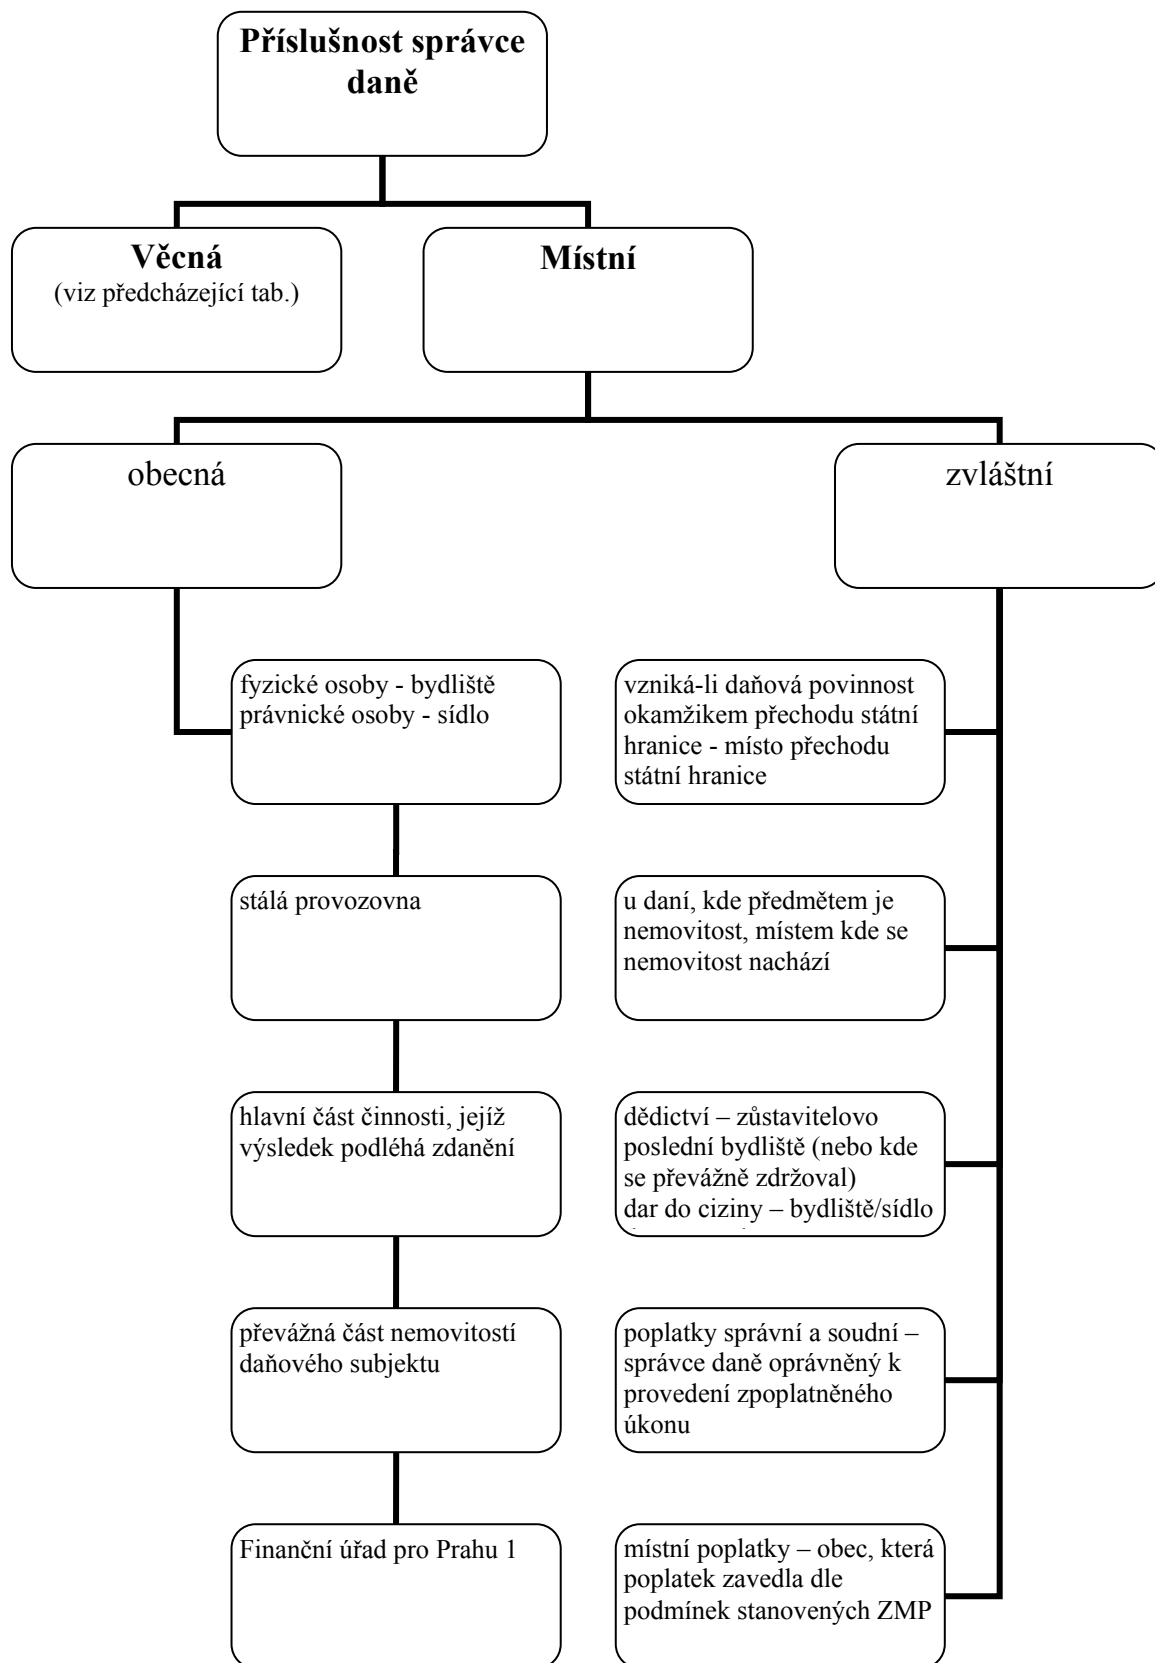 Příslušnost správce
daně
Věcná
(viz předcházející tab.)
Místní
obecná
zvláštní
fyzické osoby - bydliště
právnické osoby - sídlo
vzniká-li daňová povinnost
okamžikem přechodu státní
hranice - místo přechodu
státní hranice
stálá provozovna
u daní, kde předmětem je
nemovitost, místem kde se
nemovitost nachází
hlavní část činnosti, jejíž
výsledek podléhá zdanění
dědictví – zůstavitelovo
poslední bydliště (nebo kde
se převážně zdržoval)
dar do ciziny – bydliště/sídlo
převážná část nemovitostí
daňového subjektu
poplatky správní a soudní –
správce daně oprávněný k
provedení zpoplatněného
úkonu
Finanční úřad pro Prahu 1
místní poplatky – obec, která
poplatek zavedla dle
podmínek stanovených ZMP